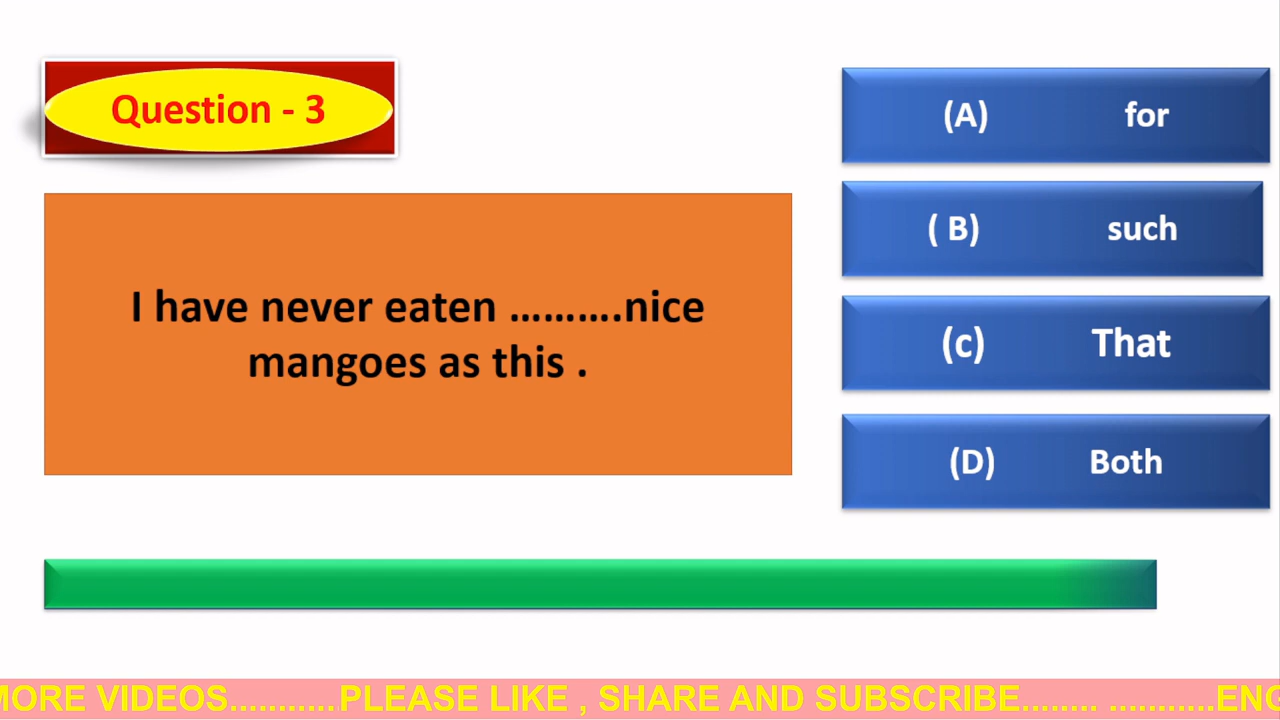 Question - 3
I have never eaten ……….nice
mangoes as this .
(A) for
( B) such
(c) That
(D) Both
MORE VIDEOS...........PLEASE LIKE , SHARE AND SUBSCRIBE........ ...........ENG